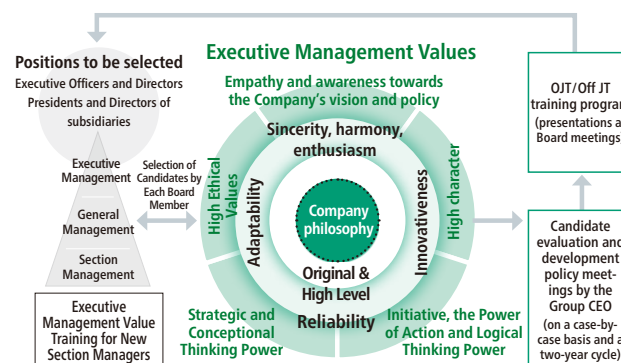 Positions to be selected
Executive Officers and Directors
Presidents and Directors of
subsidiaries
Executive
Management
General
Management
Section
Management
Executive
Management Value
Training for New
Section Managers
Selection of
Candidates by
Each Board
Member
Executive Management Values
Empathy and awareness towards
the Company's vision and policy
Sincerity, harmony,
enthusiasm
High Ethical
Values
Adaptability
Company
philosophy
Innovativeness
High character
Original &
High Level
Reliability
Strategic and
Conceptional
Thinking Power
Initiative, the Power
of Action and Logical
Thinking Power
OJT/Off JT
training program
(presentations a
Board meetings
Candidate
evaluation and
development
policy meet-
ings by the
Group CEO
(on a case-by-
case basis and a
two-year cycle)